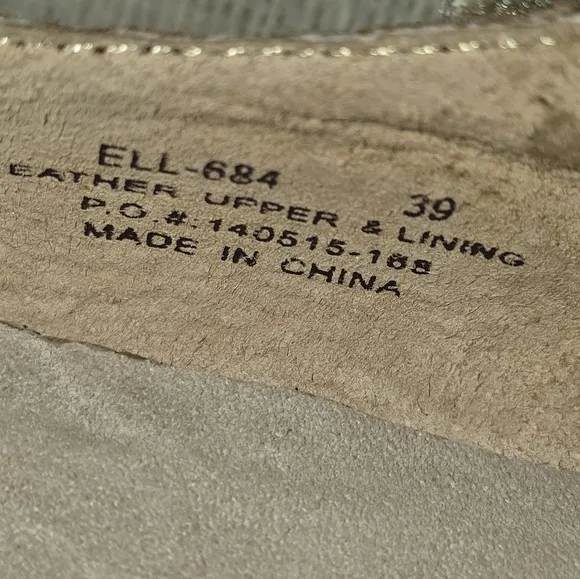 ELL-684 39
EATHER UPPER & LINING
P.O.#:140515-168
MADE IN CHINA